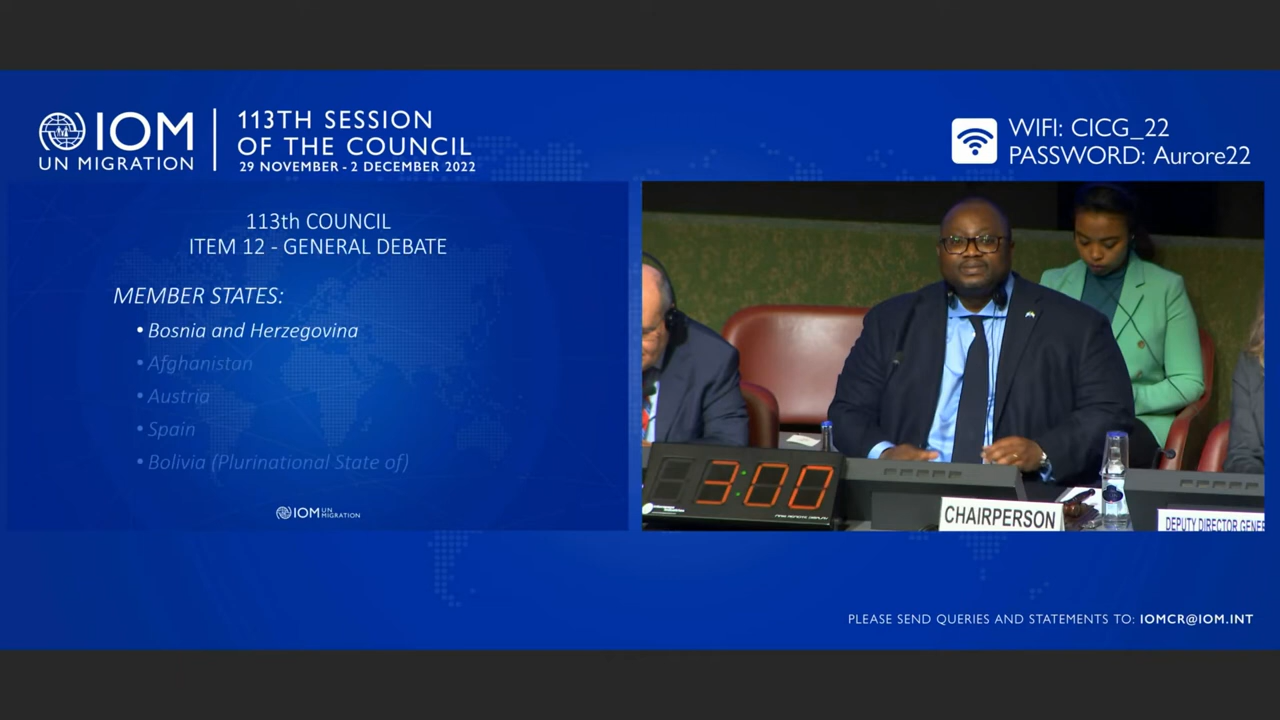 IOM
UN MIGRATION
113TH SESSION
OF THE COUNCIL
29 NOVEMBER - 2 DECEMBER 2022
WIFI: CICG_22
PASSWORD: Aurore22
113th COUNCIL
ITEM 12 - GENERAL DEBATE
MEMBER STATES:
• Bosnia and Herzegovina
• Afghanistan
• Austria
• Spain
• Bolivia (Plurinational State of)
IOM UN
MIGRATION
3:00
CHAIRPERSON
DEPUTY DIRECTOR GENE
PLEASE SEND QUERIES AND STATEMENTS TO: IOMCR@IOM.INT